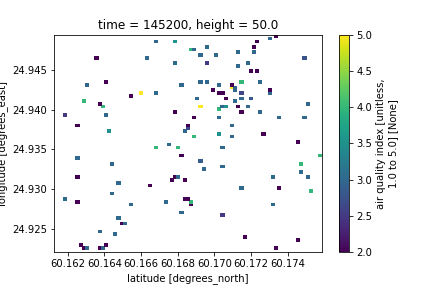 time = 145200, height = 50.0
24.945
24.940
24.935
24.930
24.925
longitude [degrees_east]
60.162 60.164 60.166 60.168 60.170 60.172 60.174
latitude [degrees_north]
5.0
4.5
4.0
3.5
3.0
2.5
2.0
air quality index [unitless,
1.0 to 5.0] [None]